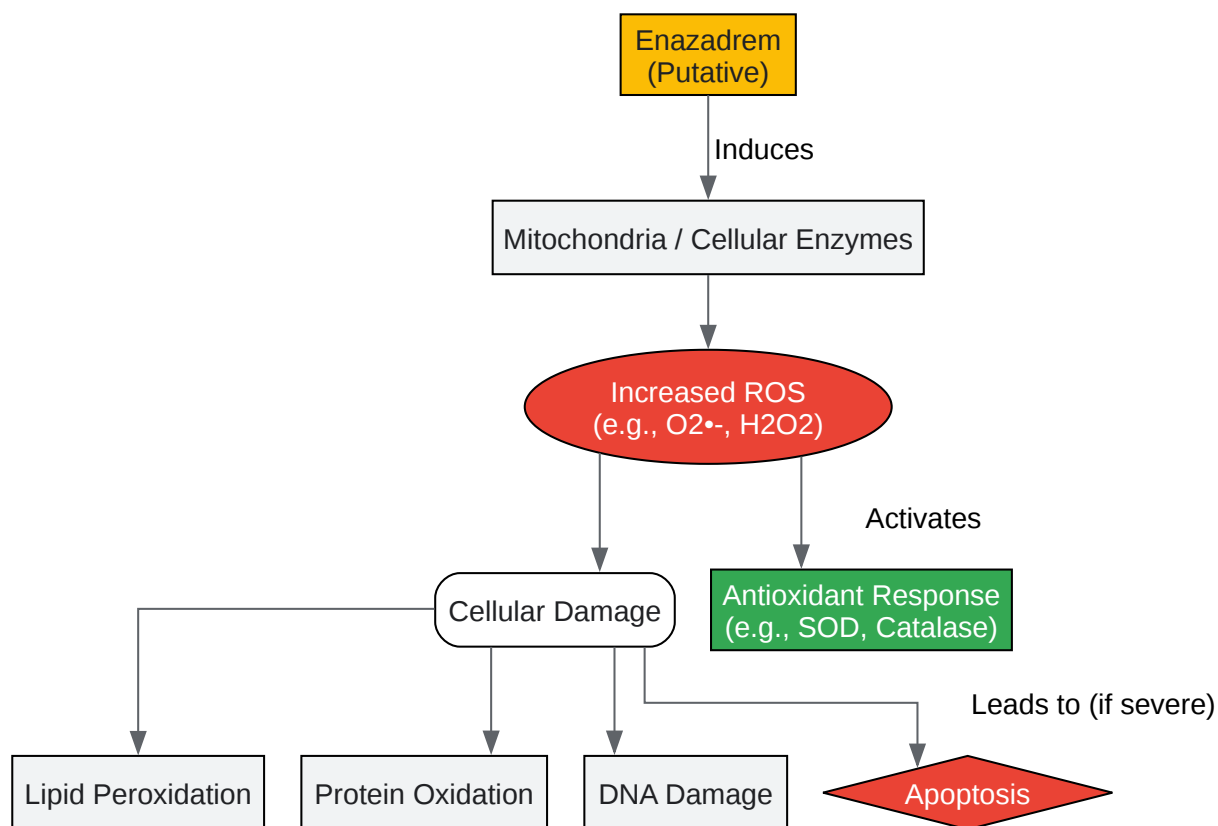 Enazadrem
(Putative)
Induces
Mitochondria / Cellular Enzymes
Increased ROS
(e.g., O2•-, H2O2)
Activates
Cellular Damage
Antioxidant Response
(e.g., SOD, Catalase)
Leads to (if severe)
Lipid Peroxidation
Protein Oxidation
DNA Damage
Apoptosis